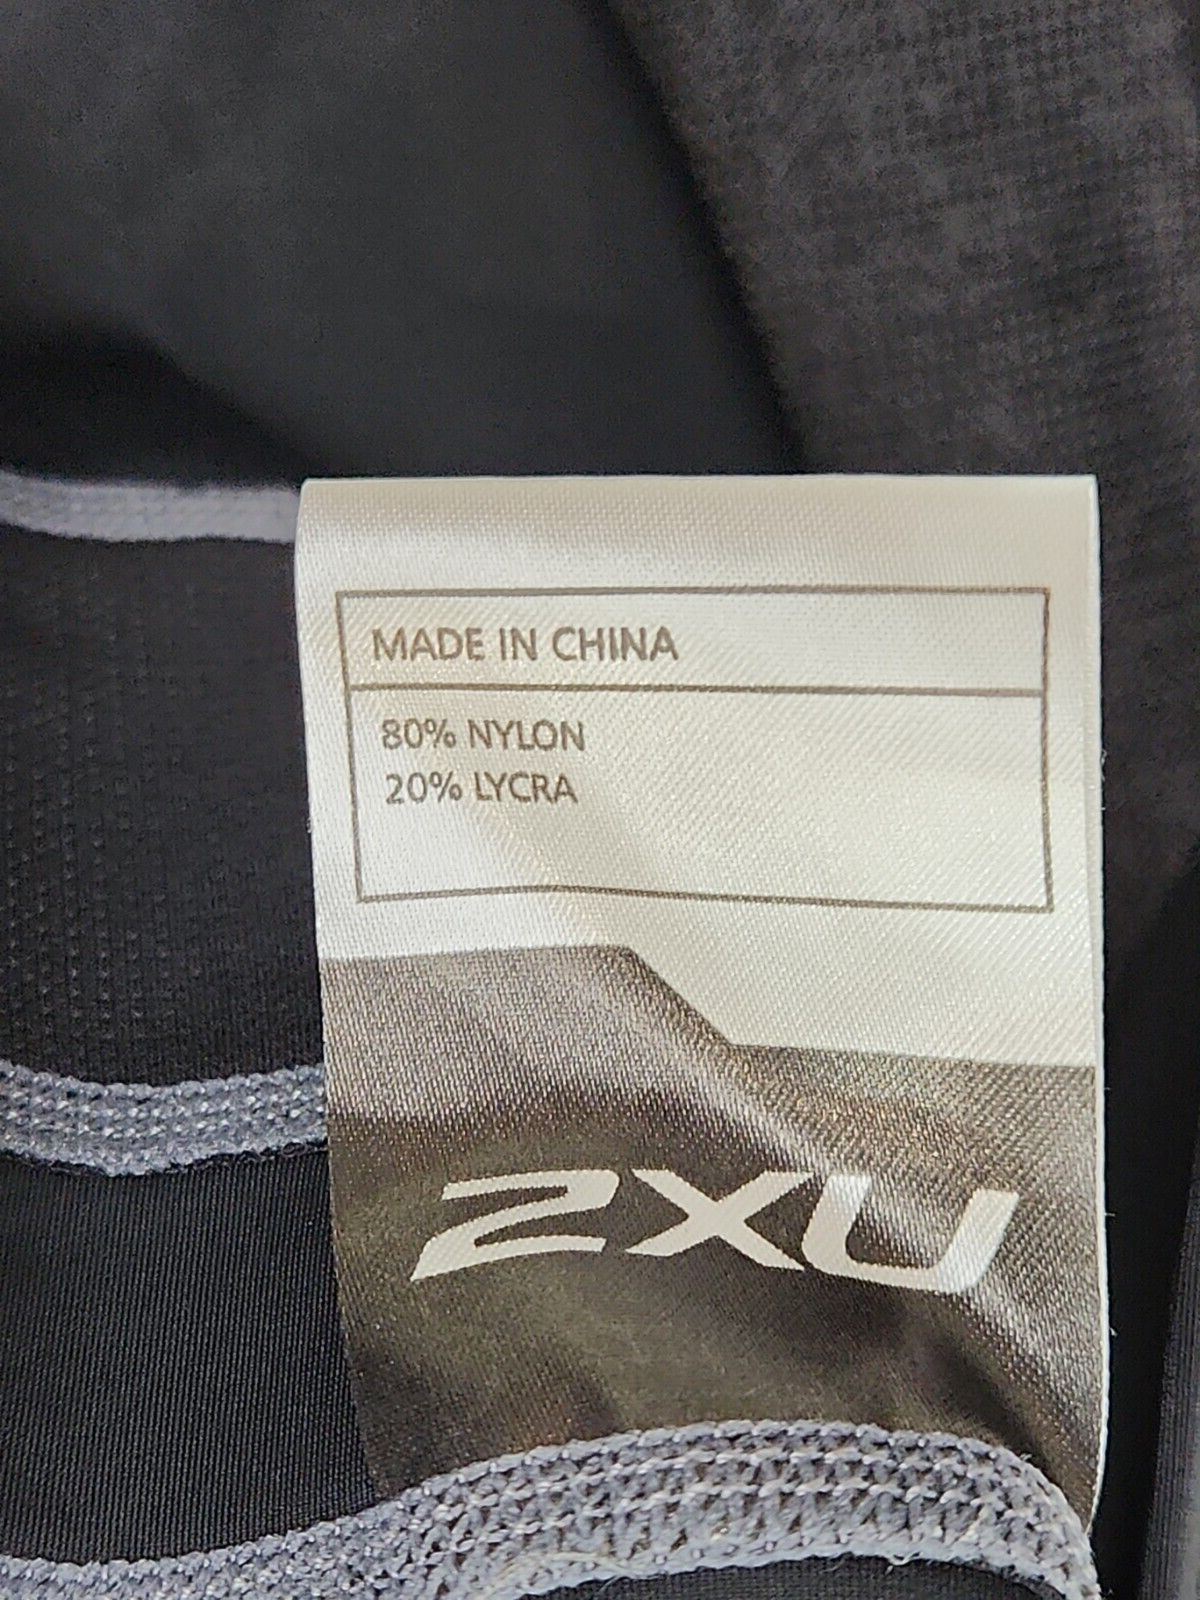 MADE IN CHINA
80% NYLON
20% LYCRA
2XU